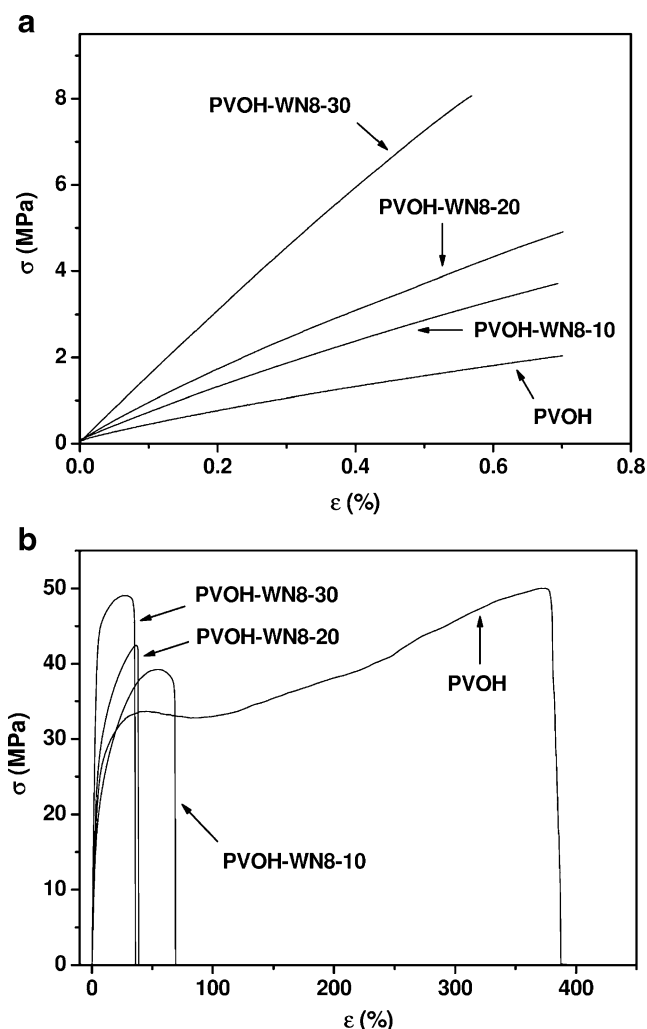 a
8
6
4
2
0
σ (MPa)
PVOH-WN8-30
PVOH-WN8-20
PVOH-WN8-10
PVOH
0.0 0.2 0.4 0.6 0.8
ε (%)
b
50
40
30
20
10
0
σ (MPa)
PVOH-WN8-30
PVOH-WN8-20
PVOH
PVOH-WN8-10
0 100 200 300 400
ε (%)